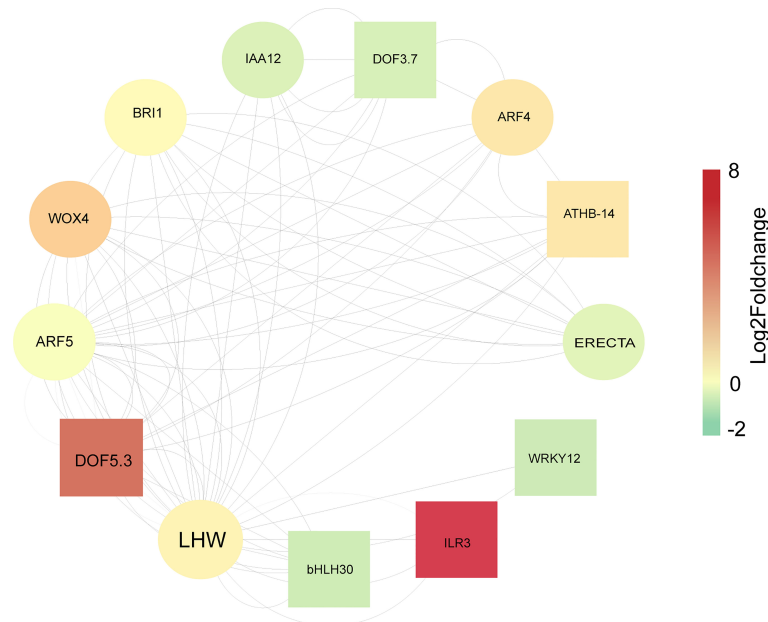 IAA12
DOF3.7
BRI1
ARF4
WOX4
ATHB-14
ARF5
ERECTA
DOF5.3
WRKY12
LHW
ILR3
bHLH30
8
0
-2
Log2Foldchange